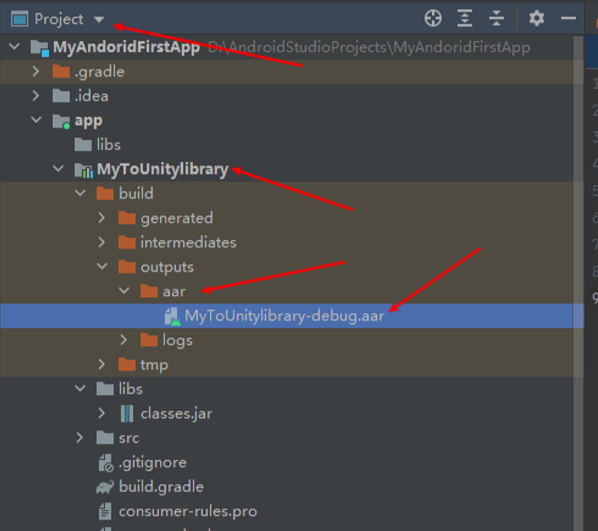 Project
MyAndoridFirstApp D:\AndroidStudioProjects\MyAndoridFirstApp
.gradle
.idea
app
libs
MyToUnitylibrary
build
generated
intermediates
outputs
aar
MyToUnitylibrary-debug.aar
logs
tmp
libs
classes.jar
src
.gitignore
build.gradle
consumer-rules.pro